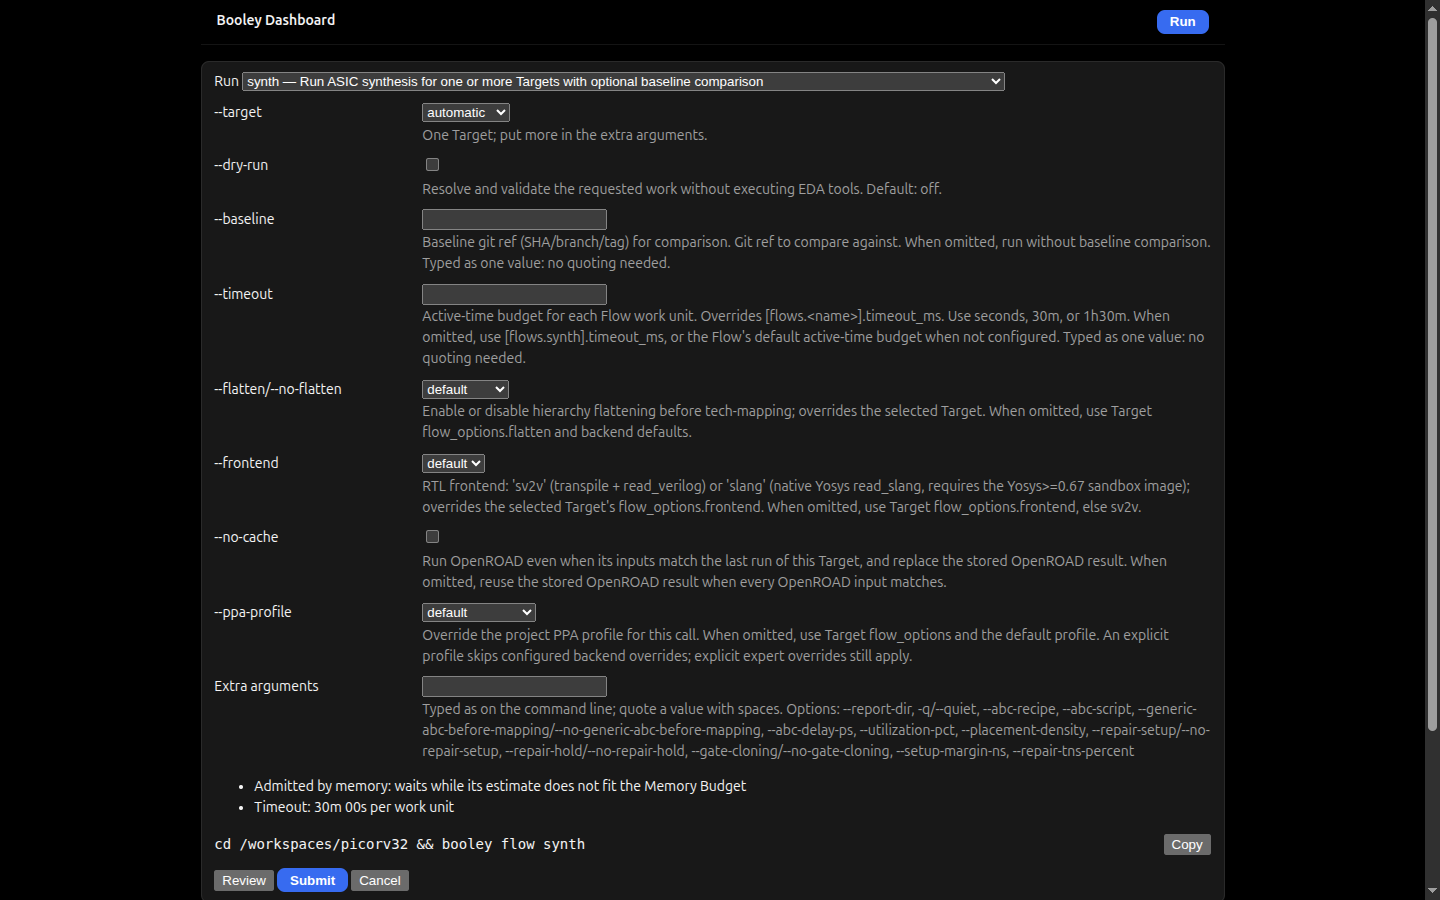 Booley Dashboard
Run
Run synth — Run ASIC synthesis for one or more Targets with optional baseline comparison
--target automatic
One Target; put more in the extra arguments.
--dry-run
Resolve and validate the requested work without executing EDA tools. Default: off.
--baseline
Baseline git ref (SHA/branch/tag) for comparison. Git ref to compare against. When omitted, run without baseline comparison.
Typed as one value: no quoting needed.
--timeout
Active-time budget for each Flow work unit. Overrides [flows.<name>].timeout_ms. Use seconds, 30m, or 1h30m. When
omitted, use [flows.synth].timeout_ms, or the Flow's default active-time budget when not configured. Typed as one value: no
quoting needed.
--flatten/--no-flatten default
Enable or disable hierarchy flattening before tech-mapping; overrides the selected Target. When omitted, use Target
flow_options.flatten and backend defaults.
--frontend default
RTL frontend: 'sv2v' (transpile + read_verilog) or 'slang' (native Yosys read_slang, requires the Yosys>=0.67 sandbox image);
overrides the selected Target's flow_options.frontend. When omitted, use Target flow_options.frontend, else sv2v.
--no-cache
Run OpenROAD even when its inputs match the last run of this Target, and replace the stored OpenROAD result. When
omitted, reuse the stored OpenROAD result when every OpenROAD input matches.
--ppa-profile default
Override the project PPA profile for this call. When omitted, use Target flow_options and the default profile. An explicit
profile skips configured backend overrides; explicit expert overrides still apply.
Extra arguments
Typed as on the command line; quote a value with spaces. Options: --report-dir, -q/--quiet, --abc-recipe, --abc-script, --generic-
abc-before-mapping/--no-generic-abc-before-mapping, --abc-delay-ps, --utilization-pct, --placement-density, --repair-setup/--no-
repair-setup, --repair-hold/--no-repair-hold, --gate-cloning/--no-gate-cloning, --setup-margin-ns, --repair-tns-percent
• Admitted by memory: waits while its estimate does not fit the Memory Budget
• Timeout: 30m 00s per work unit
cd /workspaces/picorv32 && booley flow synth
Copy
Review Submit Cancel